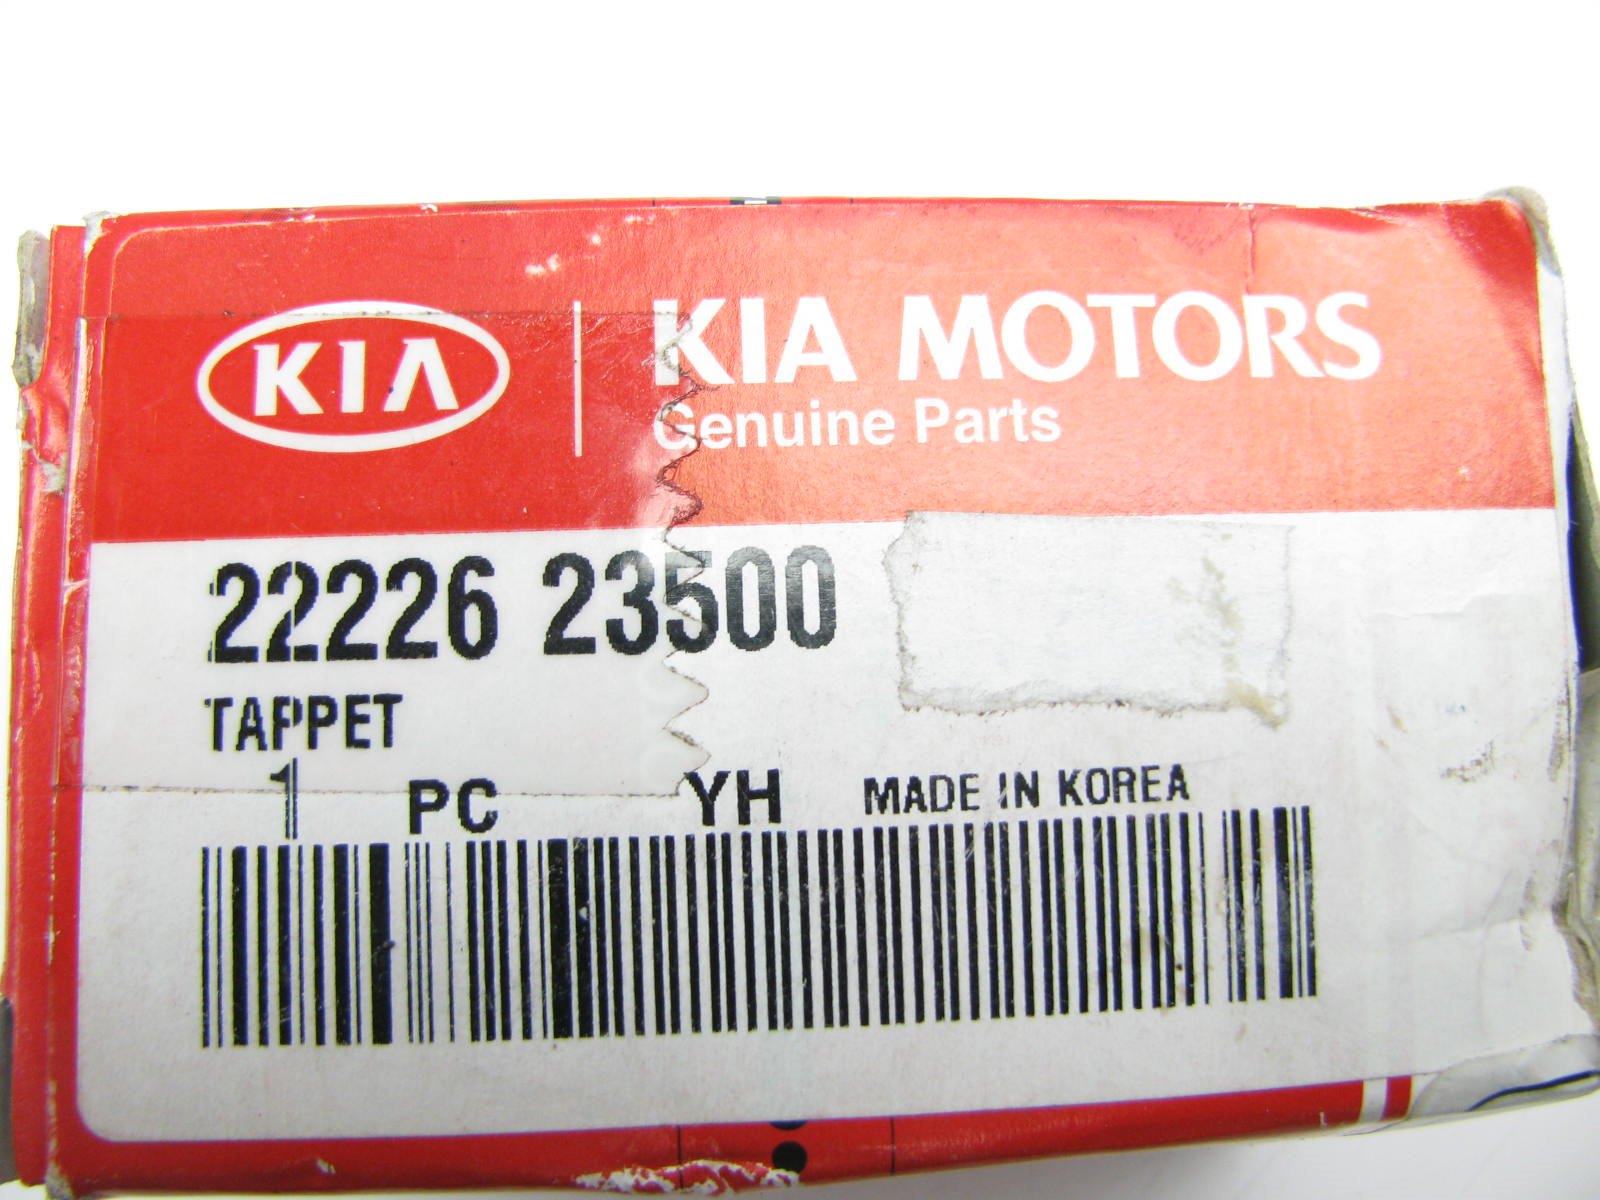 KIA
KIA MOTORS
Genuine Parts
22226 23500
TAPPET
1 PC YH MADE IN KOREA